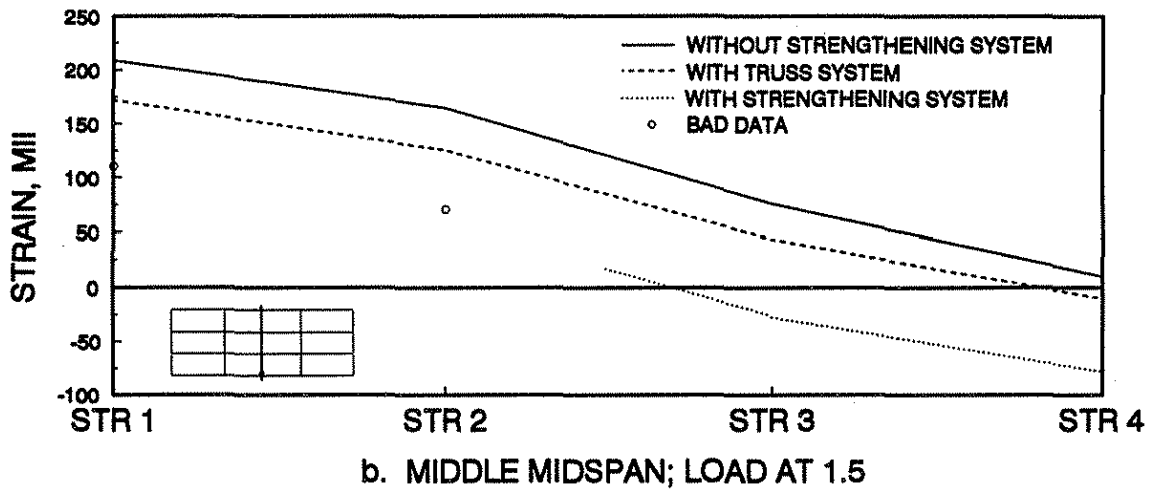 250
200
150
100
50
0
-50
-100
STRAIN, MII
WITHOUT STRENGTHENING SYSTEM
WITH TRUSS SYSTEM
WITH STRENGTHENING SYSTEM
BAD DATA
STR 1 STR 2 STR 3 STR 4
b. MIDDLE MIDSPAN; LOAD AT 1.5